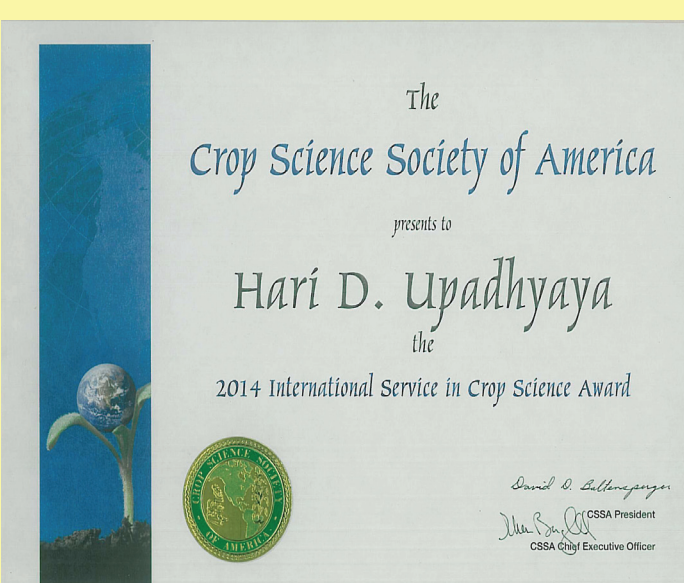 The
Crop Science Society of America
presents to
Hari D. Upadhyaya
the
2014 International Service in Crop Science Award
CROP SCIENCE SOCIETY
OF AMERICA
David D. Baltensperger
CSSA President
CSSA Chief Executive Officer